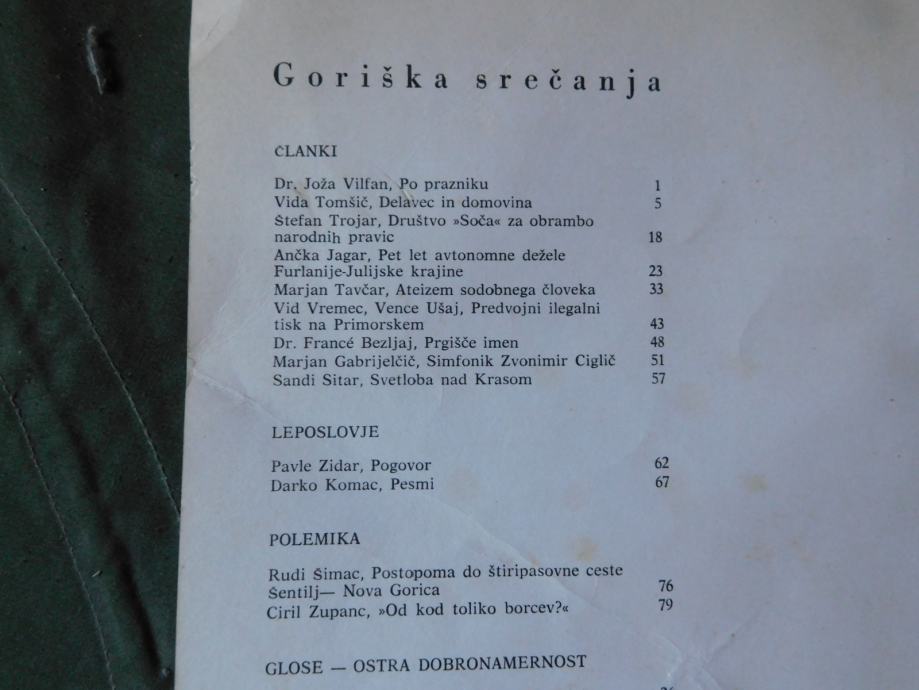 Goriška srečanja
ČLANKI
Dr. Joža Vilfan, Po prazniku 1
Vida Tomšič, Delavec in domovina 5
Štefan Trojar, Društvo »Soča« za obrambo
narodnih pravic 18
Ančka Jagar, Pet let avtonomne dežele
Furlanije-Julijske krajine 23
Marjan Tavčar, Ateizem sodobnega človeka 33
Vid Vremec, Vence Ušaj, Predvojni ilegalni
tisk na Primorskem 43
Dr. Francé Bezljaj, Prgišče imen 48
Marjan Gabrijelčič, Simfonik Zvonimir Ciglič 51
Sandi Sitar, Svetloba nad Krasom 57
LEPOSLOVJE
Pavle Zidar, Pogovor 62
Darko Komac, Pesmi 67
POLEMIKA
Rudi Šimac, Postopoma do štiripasovne ceste
Šentilj— Nova Gorica 76
Ciril Zupanc, »Od kod toliko borcev?« 79
GLOSE — OSTRA DOBRONAMERNOST